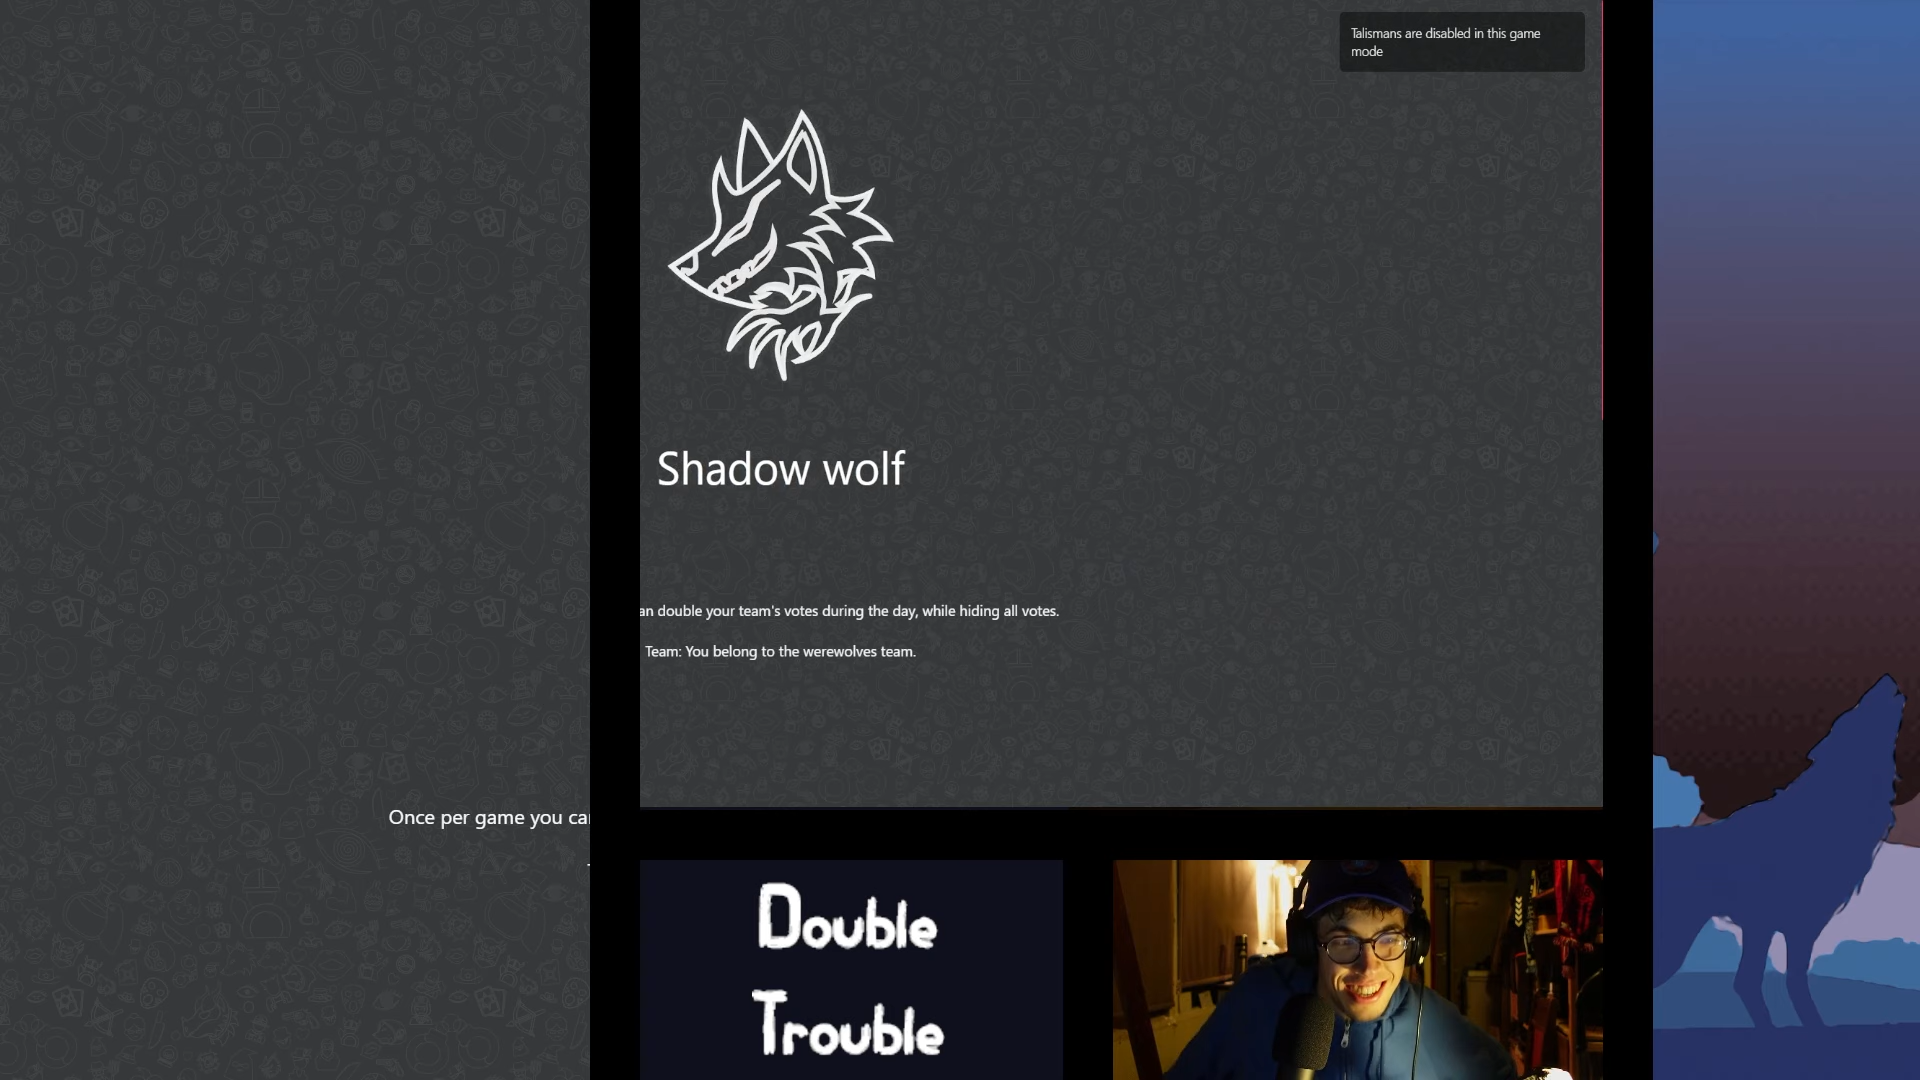 Talismans are disabled in this game
mode
Shadow wolf
an double your team's votes during the day, while hiding all votes.
Team: You belong to the werewolves team.
Once per game you ca
Double
Trouble